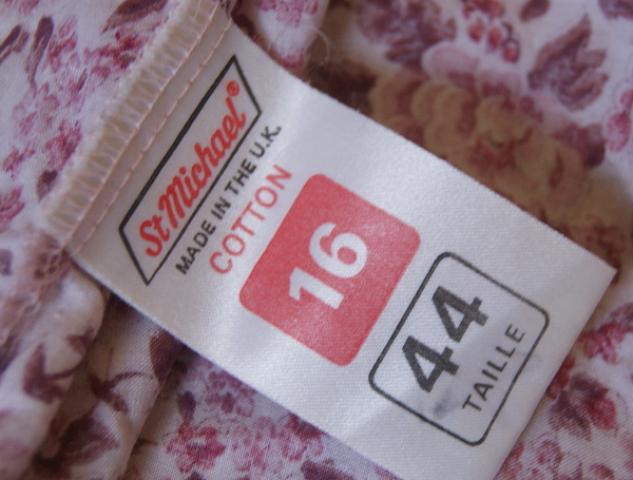 St Michael®
MADE IN THE U.K.
COTTON
16
44
TAILLE